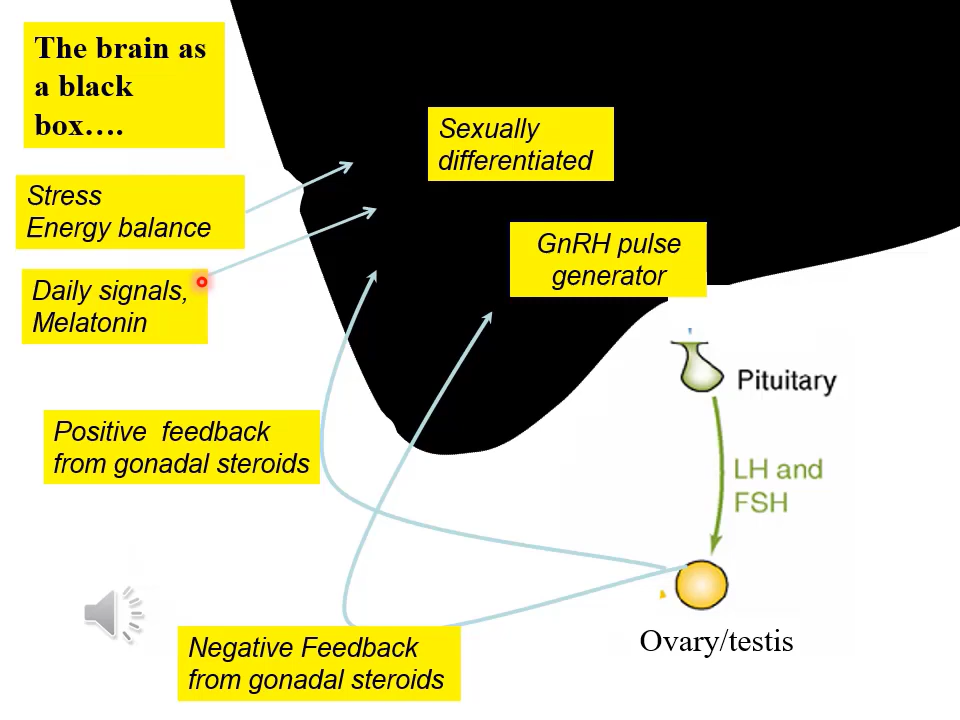 The brain as
a black
box….
Sexually
differentiated
Stress
Energy balance
GnRH pulse
generator
Daily signals,
Melatonin
Pituitary
Positive  feedback
from gonadal steroids
LH and
FSH
Ovary/testis
Negative Feedback
from gonadal steroids